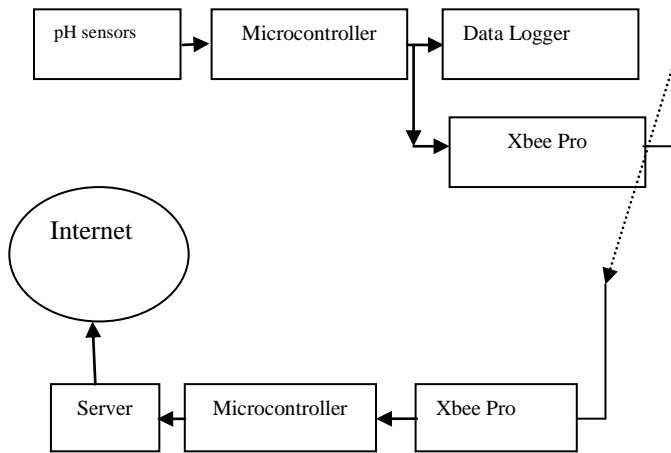 pH sensors
Microcontroller
Data Logger
Xbee Pro
Internet
Server
Microcontroller
Xbee Pro